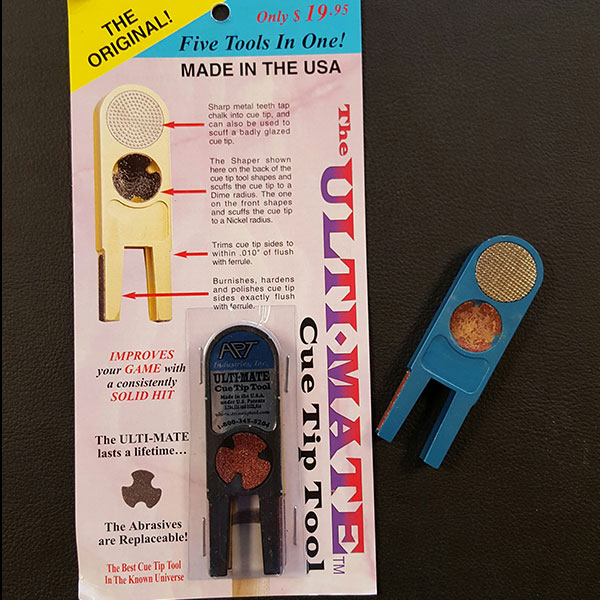 THE
ORIGINAL!
Only $ 19.95
Five Tools In One!
MADE IN THE USA
Sharp metal teeth tap
chalk into cue tip, and
can also be used to
scuff a badly glazed
cue tip.
The Shaper shown
here on the back of the
cue tip tool shapes and
scuffs the cue tip to a
Dime radius. The one
on the front shapes
and scuffs the cue tip
to a Nickel radius.
Trims cue tip sides to
within .010" of flush
with ferrule.
Burnishes, hardens
and polishes cue tip
sides exactly flush
with ferrule.
The ULTI-MATE™
Cue Tip Tool
IMPROVES
your GAME with
a consistently
SOLID HIT
The ULTI-MATE
lasts a lifetime…
The Abrasives
are Replaceable!
The Best Cue Tip Tool
In The Known Universe
Industries, Inc.
ULTI-MATE
Cue Tip Tool
Made in the U.S.A.
under U.S. Patents